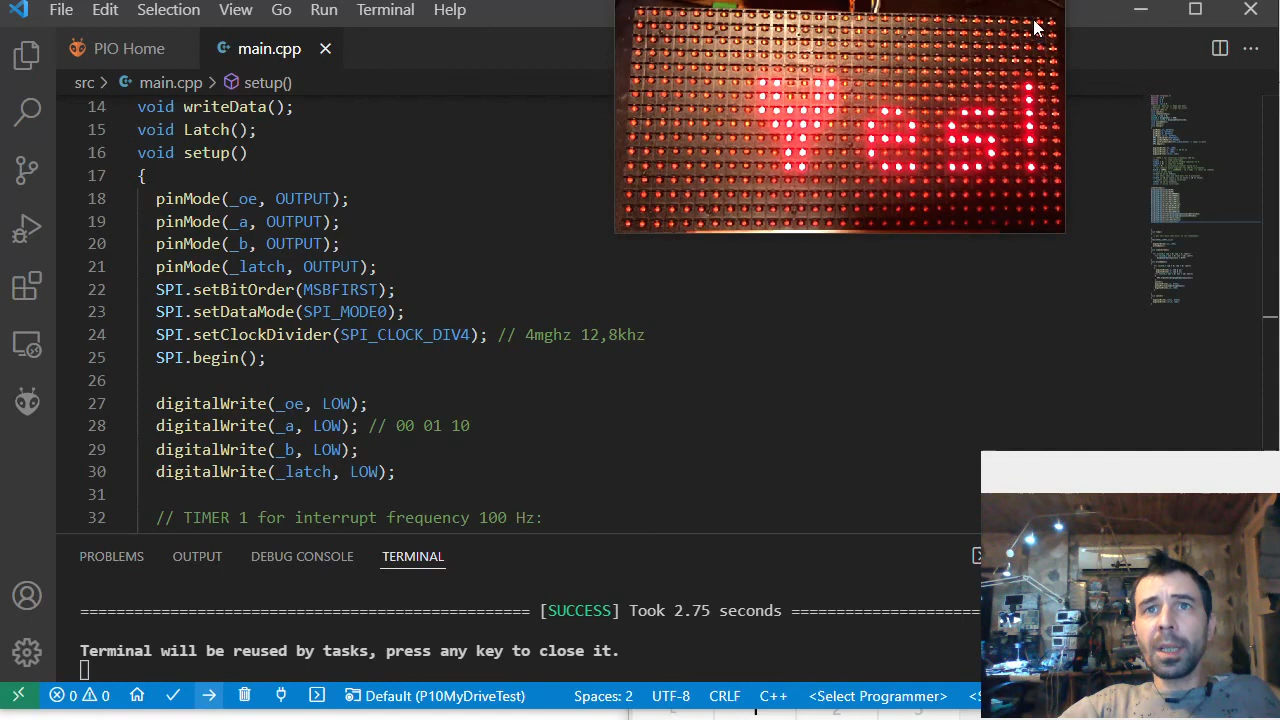 File Edit Selection View Go Run Terminal Help
PIO Home main.cpp
src > main.cpp > setup()
14 void writeData();
15 void Latch();
16 void setup()
17 {
18 pinMode(_oe, OUTPUT);
19 pinMode(_a, OUTPUT);
20 pinMode(_b, OUTPUT);
21 pinMode(_latch, OUTPUT);
22 SPI.setBitOrder(MSBFIRST);
23 SPI.setDataMode(SPI_MODE0);
24 SPI.setClockDivider(SPI_CLOCK_DIV4); // 4mghz 12,8khz
25 SPI.begin();
26
27 digitalWrite(_oe, LOW);
28 digitalWrite(_a, LOW); // 00 01 10
29 digitalWrite(_b, LOW);
30 digitalWrite(_latch, LOW);
31
32 // TIMER 1 for interrupt frequency 100 Hz:
PROBLEMS OUTPUT DEBUG CONSOLE TERMINAL
================================================== [SUCCESS] Took 2.75 seconds =====================
Terminal will be reused by tasks, press any key to close it.
0 0 Default (P10MyDriveTest) Spaces: 2 UTF-8 CRLF C++ <Select Programmer>